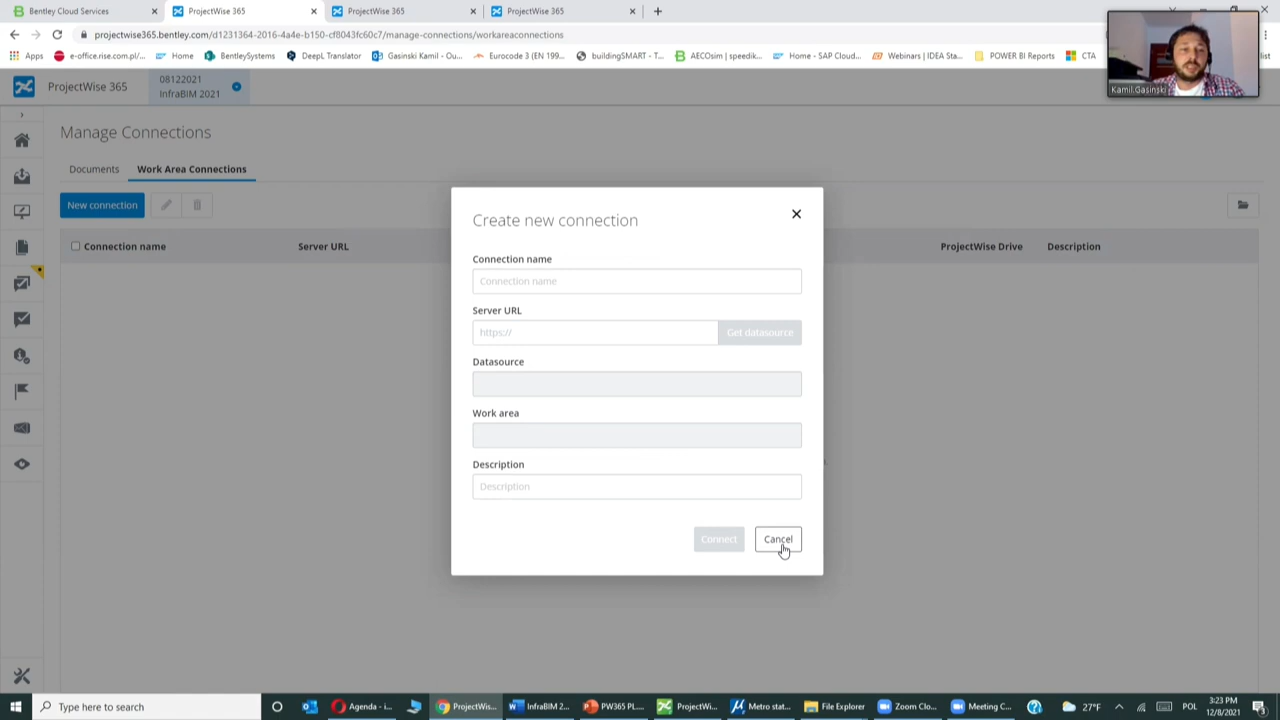 Bentley Cloud Services
ProjectWise 365
ProjectWise 365
ProjectWise 365
projectwise365.bentley.com/d1231364-2016-4a4e-b150-cf8043fc60c7/manage-connections/workareaconnections
Apps
e-office.rise.com.pl/...
Home
BentleySystems
DeepL Translator
Gasinski Kamil - Ou...
Eurocode 3 (EN 199...
buildingSMART - T...
AECOsim | speedik...
Home - SAP Cloud...
Webinars | IDEA Sta...
POWER BI Reports
CTA
list
Kamil.Gasinski
ProjectWise 365
08122021
InfraBIM 2021
Manage Connections
Documents
Work Area Connections
New connection
Connection name
Server URL
ProjectWise Drive
Description
Create new connection
Connection name
Connection name
Server URL
https://
Get datasource
Datasource
Work area
Description
Description
Connect
Cancel
Type here to search
Agenda - i...
ProjectWis...
InfraBIM 2...
PW365 PL...
ProjectWi...
Metro stat...
File Explorer
Zoom Clo...
Meeting C...
27°F
POL
3:23 PM
12/8/2021